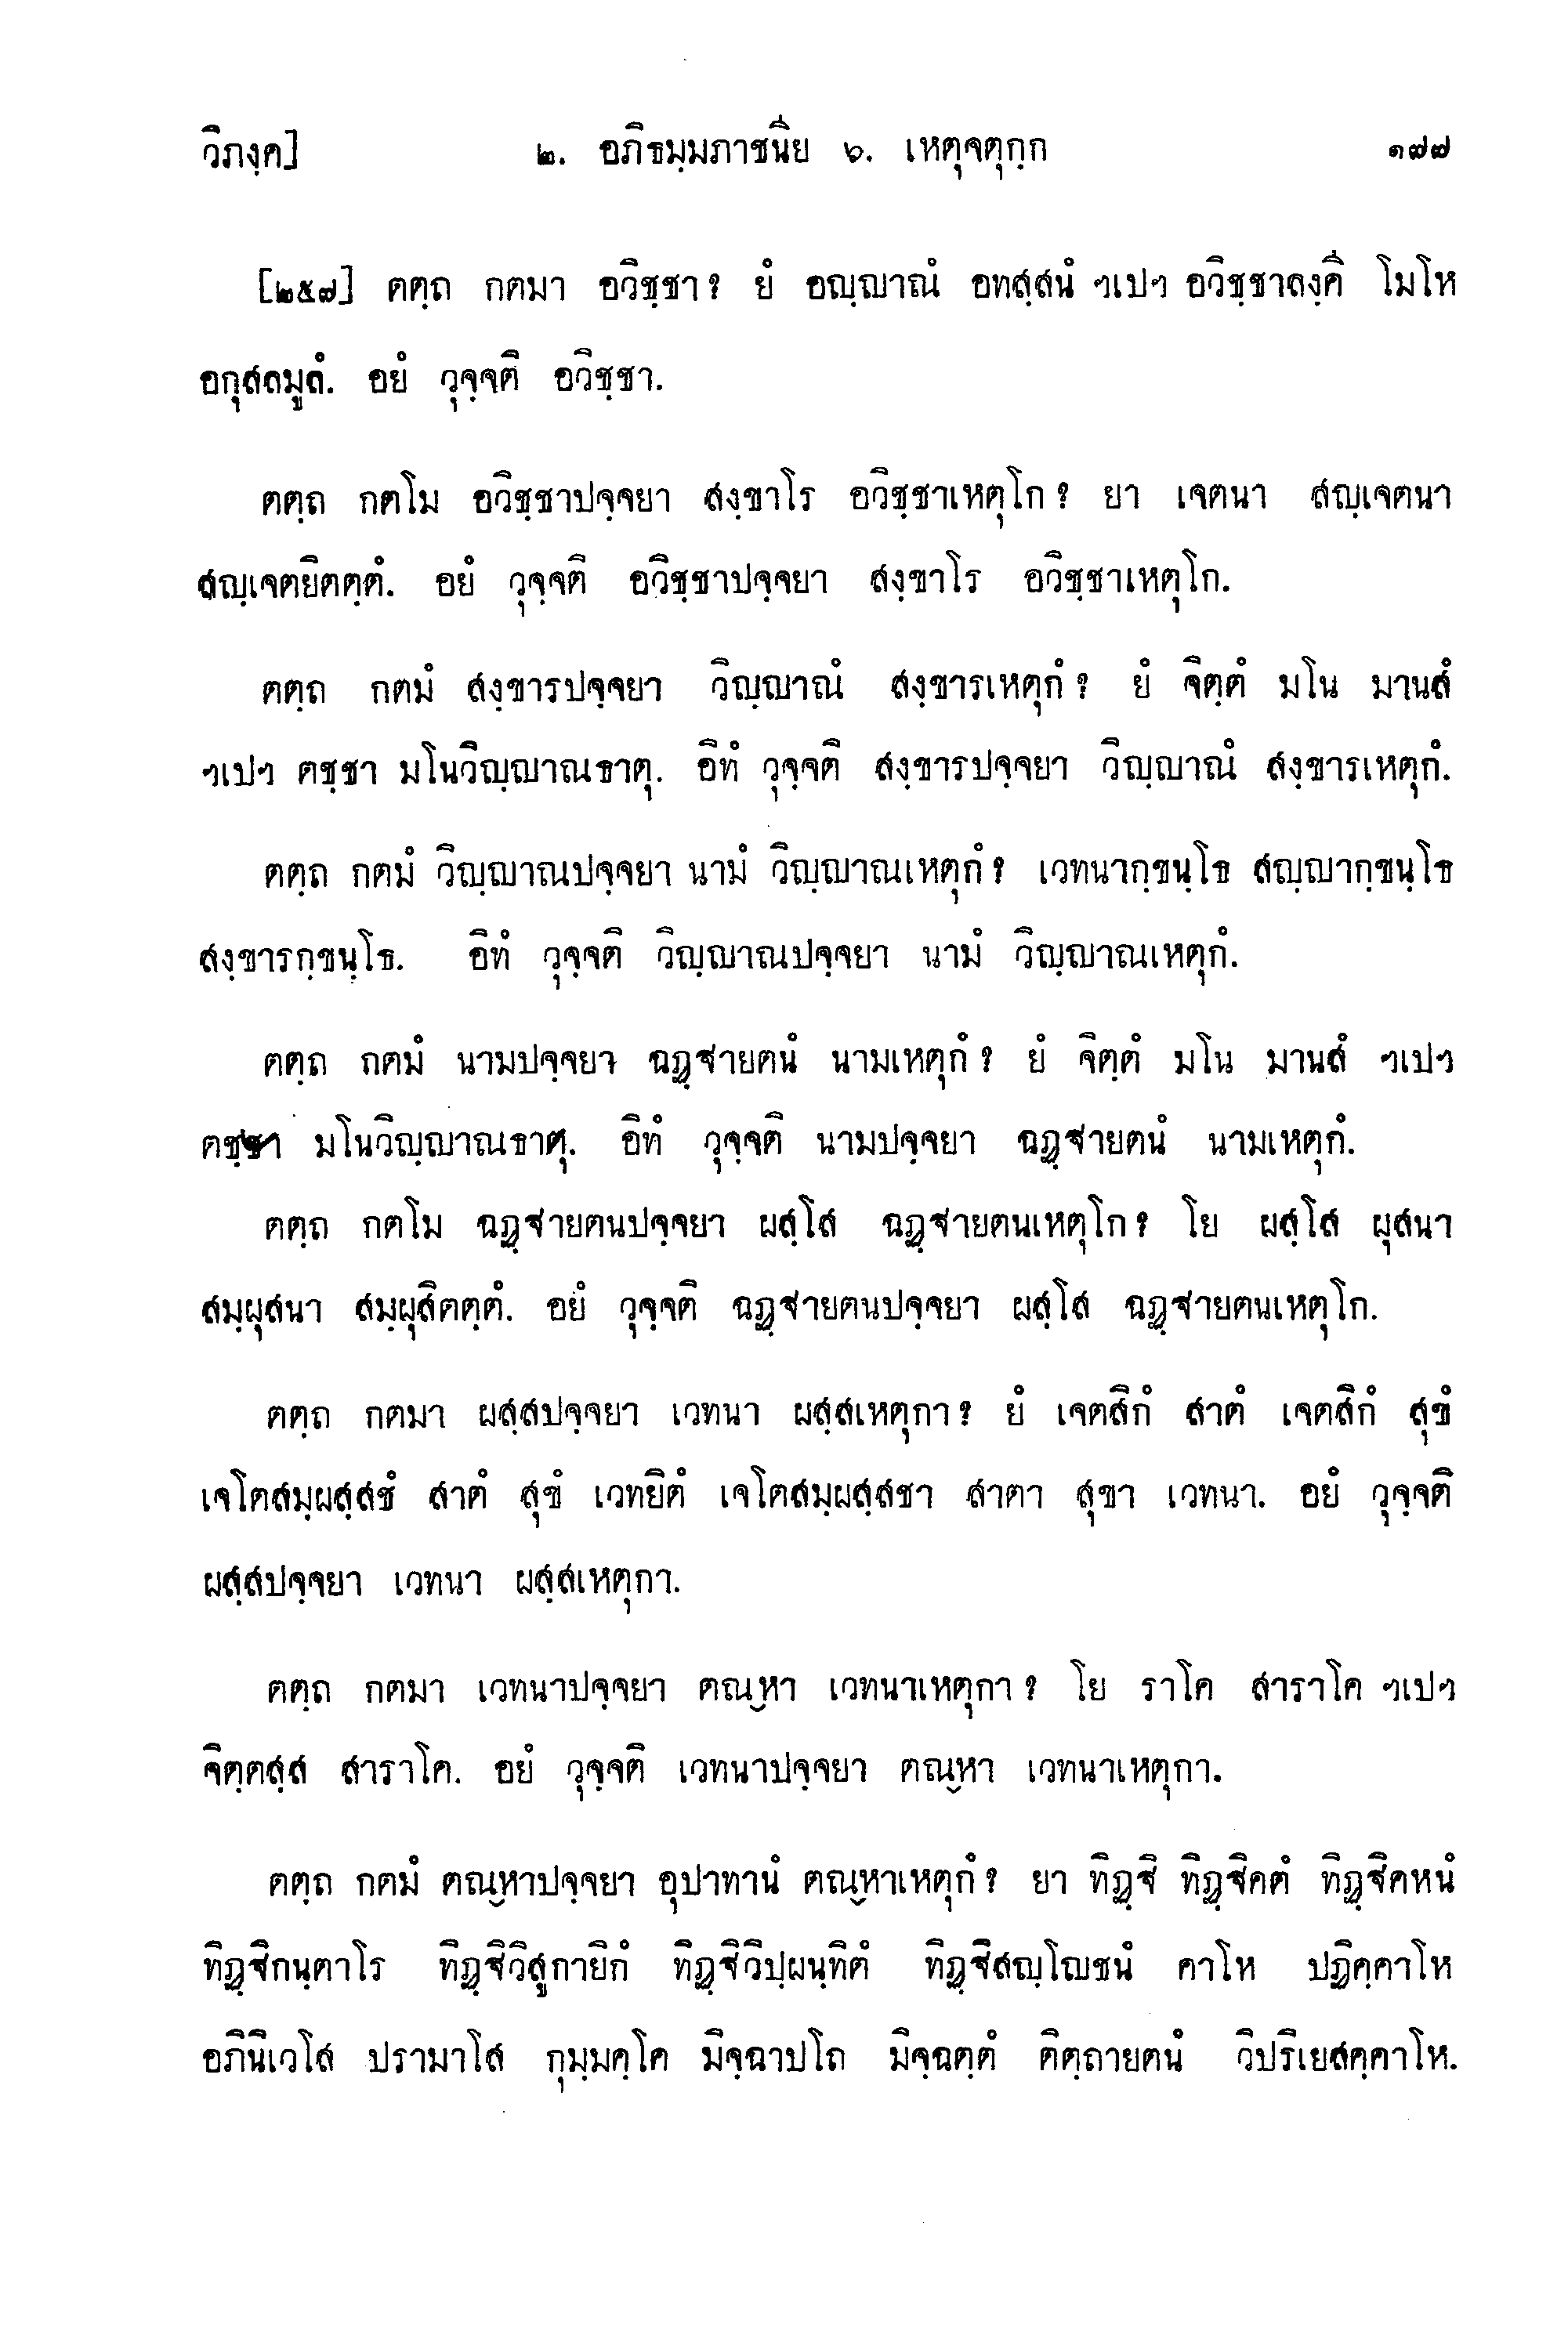 วิภงฺค] ๒. อภิธมฺมภาชนีย ๖. เหตุจตุกฺก ๑๗๗
[๒๕๗] ตตฺถ กตมา อวิชฺชา? ยํ อญฺญาณํ อทสฺสนํ ฯเปฯ อวิชฺชาลงฺคี โมโห
อกุสลมูลํ. อยํ วุจฺจติ อวิชฺชา.
ตตฺถ กตโม อวิชฺชาปจฺจยา สงฺขาโร อวิชฺชาเหตุโก? ยา เจตนา สญฺเจตนา
สญฺเจตยิตตฺตํ. อยํ วุจฺจติ อวิชฺชาปจฺจยา สงฺขาโร อวิชฺชาเหตุโก.
ตตฺถ กตมํ สงฺขารปจฺจยา วิญฺญาณํ สงฺขารเหตุกํ? ยํ จิตฺตํ มโน มานสํ
ฯเปฯ ตชฺชา มโนวิญฺญาณธาตุ. อิทํ วุจฺจติ สงฺขารปจฺจยา วิญฺญาณํ สงฺขารเหตุกํ.
ตตฺถ กตมํ วิญฺญาณปจฺจยา นามํ วิญฺญาณเหตุกํ? เวทนากฺขนฺโธ สญฺญากฺขนฺโธ
สงฺขารกฺขนฺโธ. อิทํ วุจฺจติ วิญฺญาณปจฺจยา นามํ วิญฺญาณเหตุกํ.
ตตฺถ กตมํ นามปจฺจยา ฉฏฺฐายตนํ นามเหตุกํ? ยํ จิตฺตํ มโน มานสํ ฯเปฯ
ตชฺชา มโนวิญฺญาณธาตุ. อิทํ วุจฺจติ นามปจฺจยา ฉฏฺฐายตนํ นามเหตุกํ.
ตตฺถ กตโม ฉฏฺฐายตนปจฺจยา ผสฺโส ฉฏฺฐายตนเหตุโก? โย ผสฺโส ผุสนา
สมฺผุสนา สมฺผุสิตตฺตํ. อยํ วุจฺจติ ฉฏฺฐายตนปจฺจยา ผสฺโส ฉฏฺฐายตนเหตุโก.
ตตฺถ กตมา ผสฺสปจฺจยา เวทนา ผสฺสเหตุกา? ยํ เจตสิกํ สาตํ เจตสิกํ สุขํ
เจโตสมฺผสฺสชํ สาตํ สุขํ เวทยิตํ เจโตสมฺผสฺสชา สาตา สุขา เวทนา. อยํ วุจฺจติ
ผสฺสปจฺจยา เวทนา ผสฺสเหตุกา.
ตตฺถ กตมา เวทนาปจฺจยา ตณฺหา เวทนาเหตุกา? โย ราโค สาราโค ฯเปฯ
จิตฺตสฺส สาราโค. อยํ วุจฺจติ เวทนาปจฺจยา ตณฺหา เวทนาเหตุกา.
ตตฺถ กตมํ ตณฺหาปจฺจยา อุปาทานํ ตณฺหาเหตุกํ? ยา ทิฏฺฐิ ทิฏฺฐิคตํ ทิฏฺฐิคหนํ
ทิฏฺฐิกนฺตาโร ทิฏฺฐิวิสูกายิกํ ทิฏฺฐิวิปฺผนฺทิตํ ทิฏฺฐิสญฺโญชนํ คาโห ปฏิคฺคาโห
อภินิเวโส ปรามาโส กุมฺมคฺโค มิจฺฉาปโถ มิจฺฉตฺตํ ติตฺถายตนํ วิปริเยสคฺคาโห.